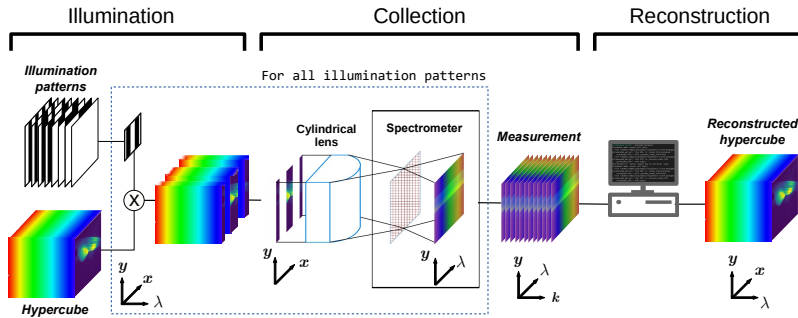 Illumination
Collection
Reconstruction
Illumination
patterns
For all illumination patterns
Cylindrical
lens
Spectrometer
Measurement
Reconstructed
hypercube
X
Hypercube
y
x
λ
y
x
y
λ
y
λ
k
y
x
λ